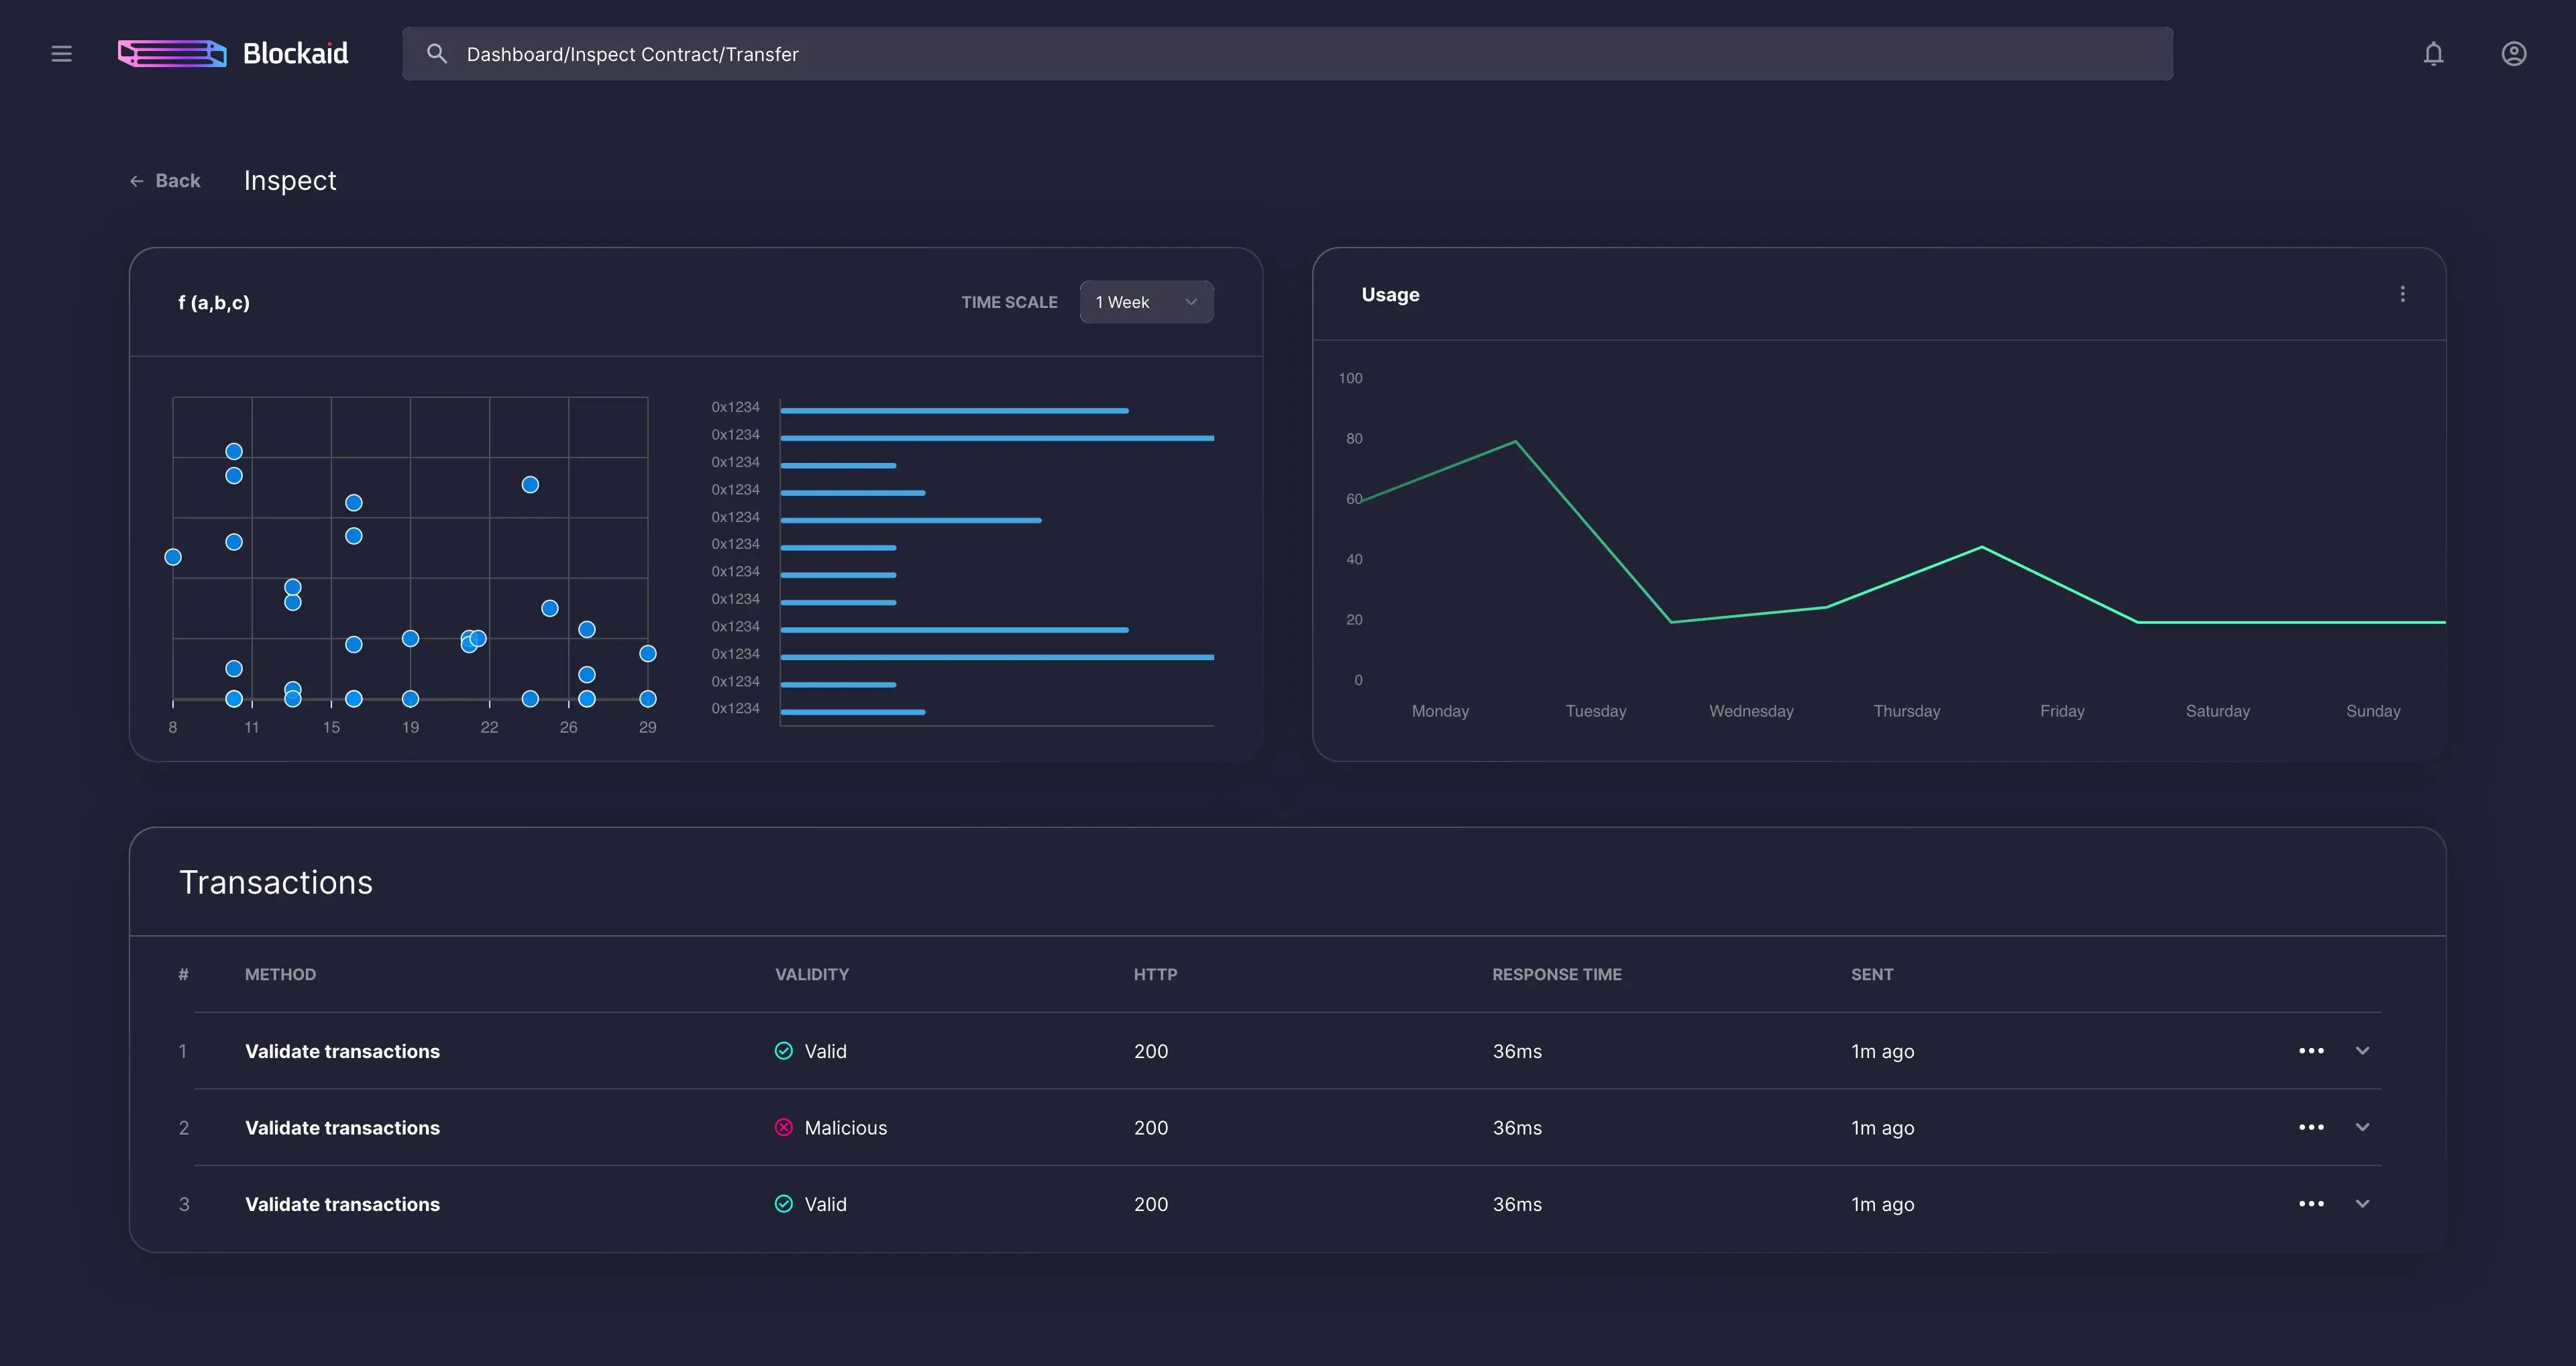 Blockaid
Dashboard/Inspect Contract/Transfer
Back
Inspect
f (a,b,c)
TIME SCALE
1 Week
0x1234
0x1234
0x1234
0x1234
0x1234
0x1234
0x1234
0x1234
0x1234
0x1234
0x1234
0x1234
8 11 15 19 22 26 29
Usage
100
80
60
40
20
0
Monday Tuesday Wednesday Thursday Friday Saturday Sunday
Transactions
# METHOD VALIDITY HTTP RESPONSE TIME SENT
1 Validate transactions Valid 200 36ms 1m ago
2 Validate transactions Malicious 200 36ms 1m ago
3 Validate transactions Valid 200 36ms 1m ago